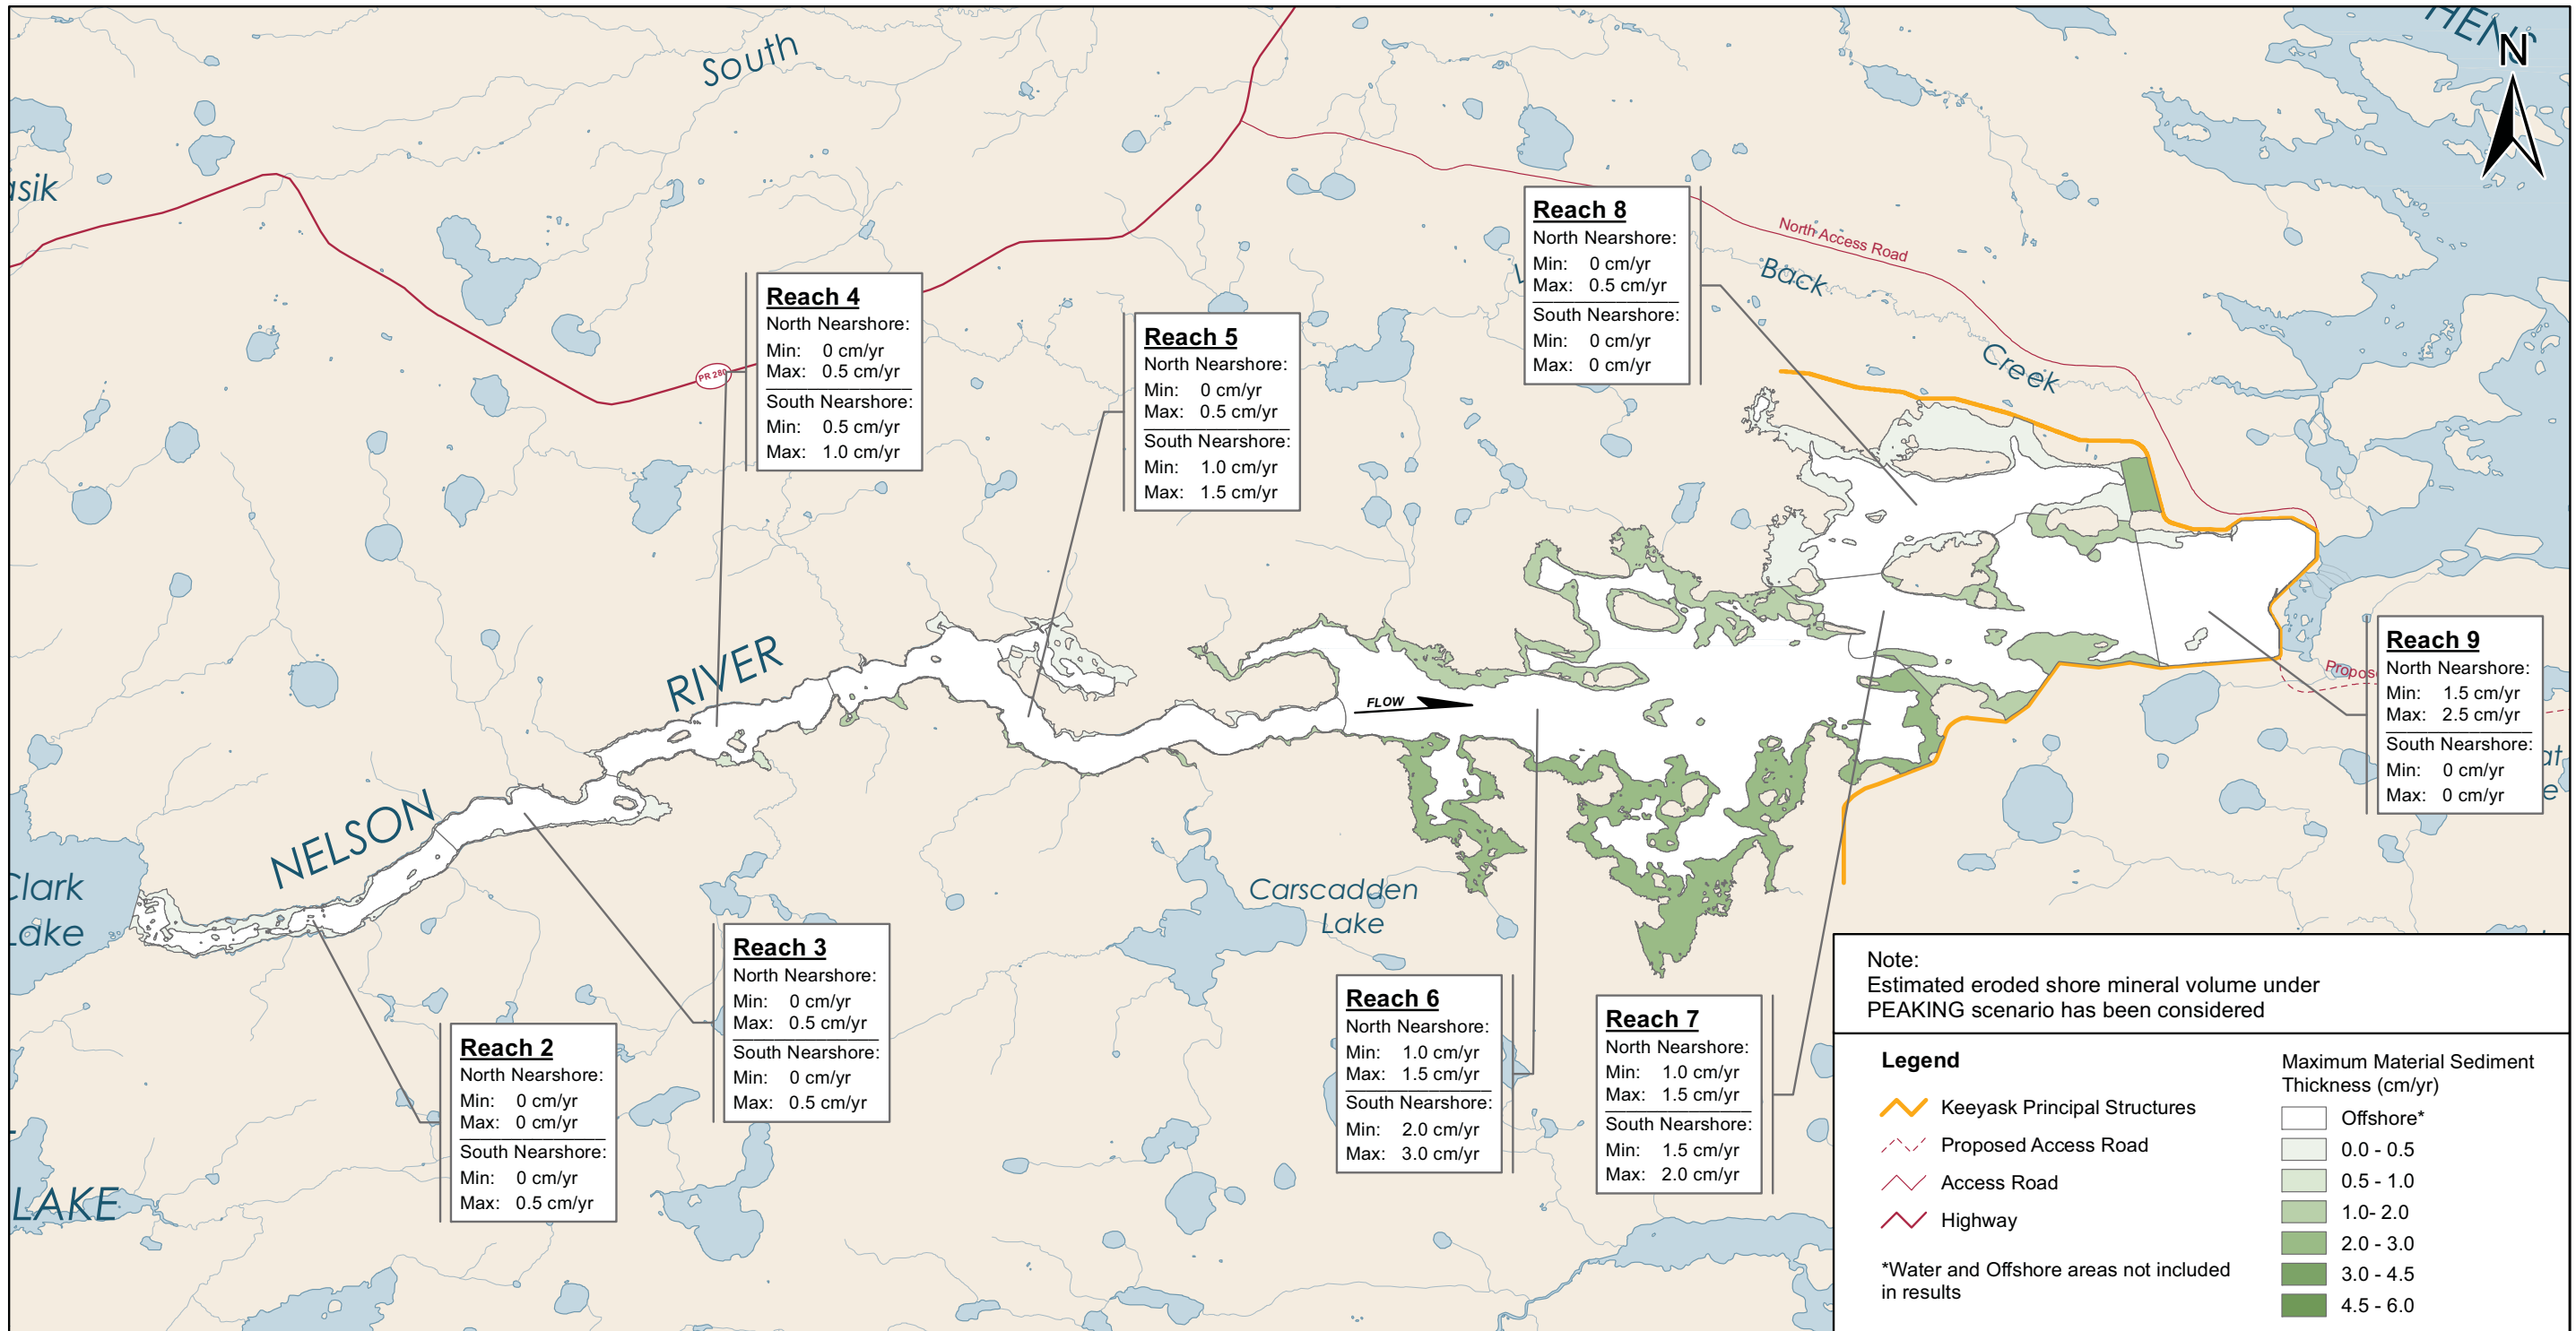 South
HENS
N
asik
North Access Road
Back
Creek
PR 280
Reach 8
North Nearshore:
Min: 0 cm/yr
Max: 0.5 cm/yr
South Nearshore:
Min: 0 cm/yr
Max: 0 cm/yr
Reach 4
North Nearshore:
Min: 0 cm/yr
Max: 0.5 cm/yr
South Nearshore:
Min: 0.5 cm/yr
Max: 1.0 cm/yr
Reach 5
North Nearshore:
Min: 0 cm/yr
Max: 0.5 cm/yr
South Nearshore:
Min: 1.0 cm/yr
Max: 1.5 cm/yr
Reach 9
North Nearshore:
Min: 1.5 cm/yr
Max: 2.5 cm/yr
South Nearshore:
Min: 0 cm/yr
Max: 0 cm/yr
Propos
at
e
NELSON RIVER
FLOW
Clark
Lake
Carscadden
Lake
LAKE
Reach 3
North Nearshore:
Min: 0 cm/yr
Max: 0.5 cm/yr
South Nearshore:
Min: 0 cm/yr
Max: 0.5 cm/yr
Reach 2
North Nearshore:
Min: 0 cm/yr
Max: 0 cm/yr
South Nearshore:
Min: 0 cm/yr
Max: 0.5 cm/yr
Reach 6
North Nearshore:
Min: 1.0 cm/yr
Max: 1.5 cm/yr
South Nearshore:
Min: 2.0 cm/yr
Max: 3.0 cm/yr
Reach 7
North Nearshore:
Min: 1.0 cm/yr
Max: 1.5 cm/yr
South Nearshore:
Min: 1.5 cm/yr
Max: 2.0 cm/yr
Note:
Estimated eroded shore mineral volume under
PEAKING scenario has been considered
Legend
Keeyask Principal Structures
Proposed Access Road
Access Road
Highway
*Water and Offshore areas not included
in results
Maximum Material Sediment
Thickness (cm/yr)
Offshore*
0.0 - 0.5
0.5 - 1.0
1.0- 2.0
2.0 - 3.0
3.0 - 4.5
4.5 - 6.0